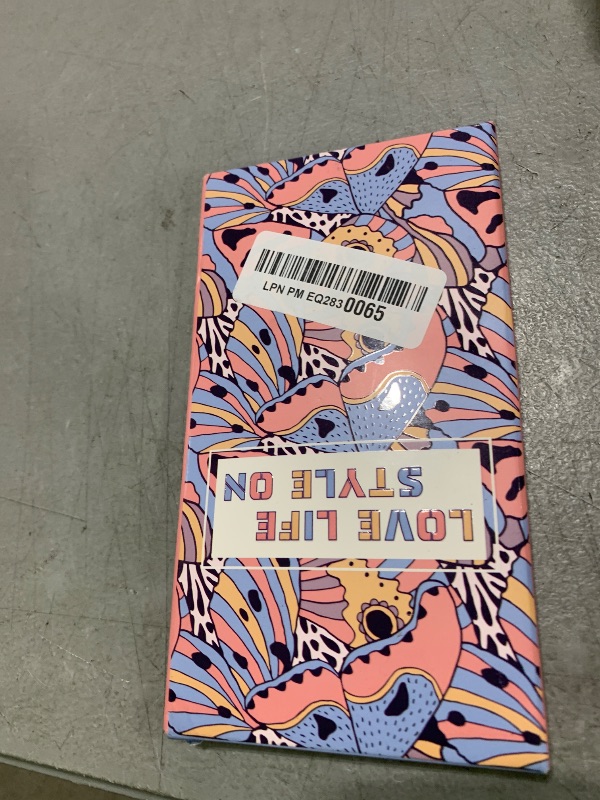 LPN PM EQ2830065
LOVE LIFE
STYLE ON